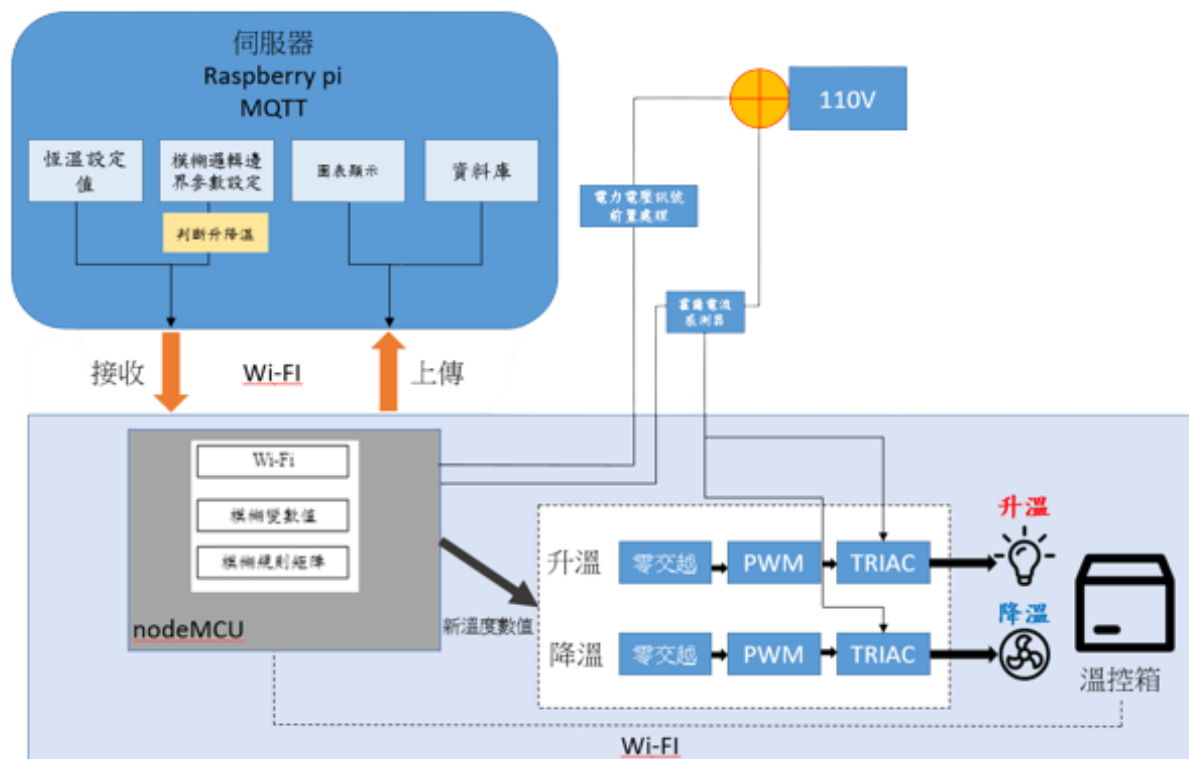 伺服器
Raspberry pi
MQTT
恆溫設定
值
模糊邏輯邊
界參數設定
圖表顯示
資料庫
判斷升降溫
110V
電力電壓訊號
前置處理
霍爾電流
感測器
接收
Wi-FI
上傳
Wi-Fi
模糊變數值
模糊規則矩陣
nodeMCU
新溫度數值
升溫
零交越
PWM
TRIAC
升溫
降溫
零交越
PWM
TRIAC
降溫
溫控箱
Wi-FI